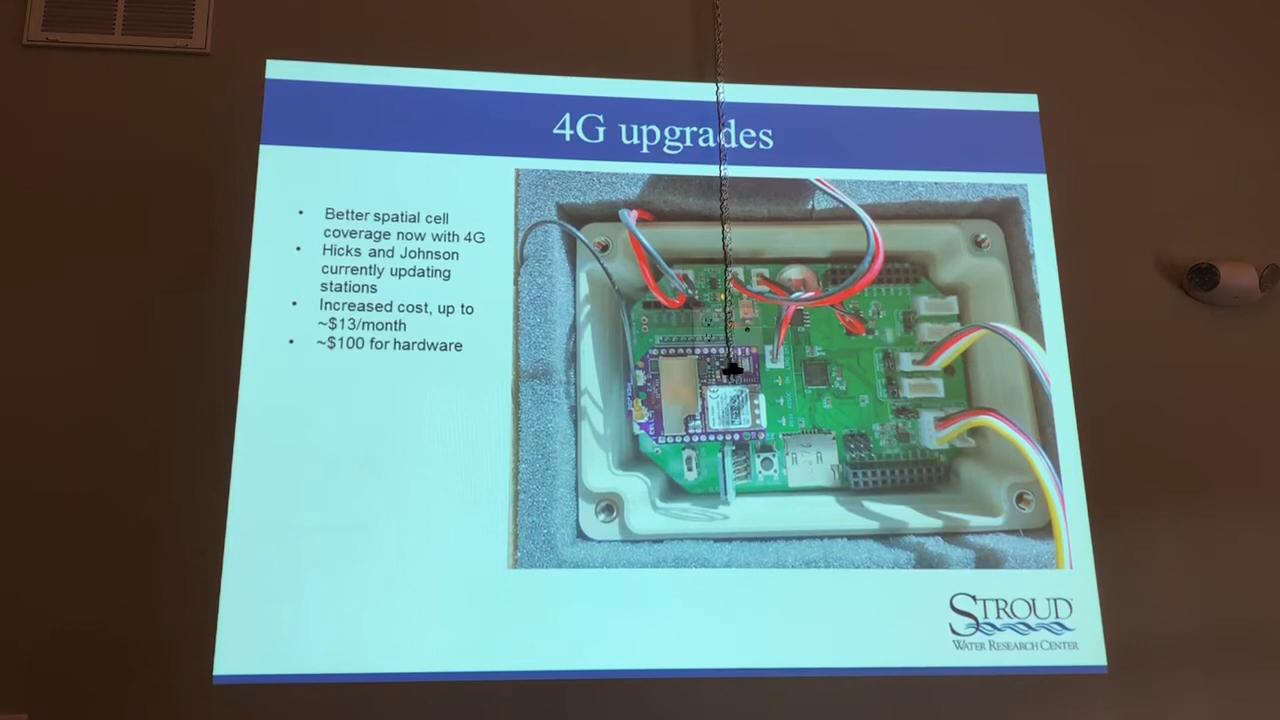 4G upgrades
• Better spatial cell
coverage now with 4G
• Hicks and Johnson
currently updating
stations
• Increased cost, up to
~$13/month
• ~$100 for hardware
STROUD
WATER RESEARCH CENTER